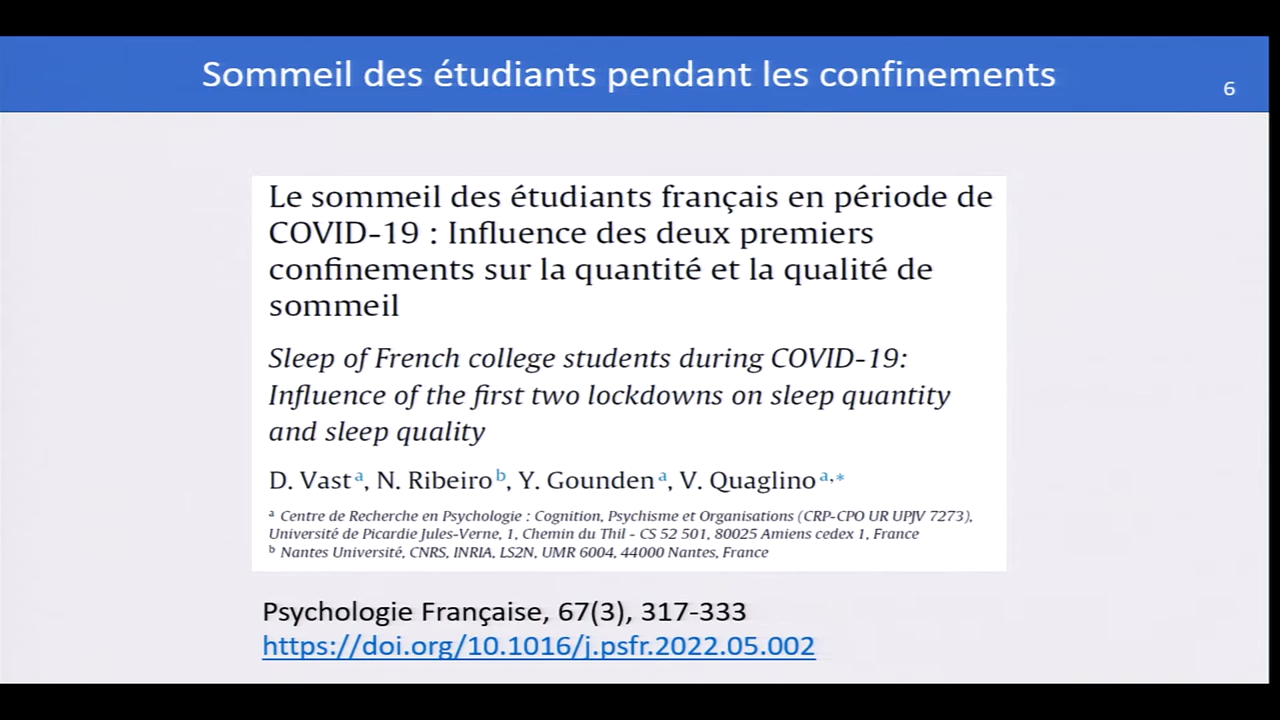 Sommeil des étudiants pendant les confinements
6
Le sommeil des étudiants français en période de
COVID-19 : Influence des deux premiers
confinements sur la quantité et la qualité de
sommeil
Sleep of French college students during COVID-19:
Influence of the first two lockdowns on sleep quantity
and sleep quality
D. Vast a, N. Ribeiro b, Y. Gounden a, V. Quaglino a,*
a Centre de Recherche en Psychologie : Cognition, Psychisme et Organisations (CRP-CPO UR UPJV 7273),
Université de Picardie Jules-Verne, 1, Chemin du Thil - CS 52 501, 80025 Amiens cedex 1, France
b Nantes Université, CNRS, INRIA, LS2N, UMR 6004, 44000 Nantes, France
Psychologie Française, 67(3), 317-333
https://doi.org/10.1016/j.psfr.2022.05.002